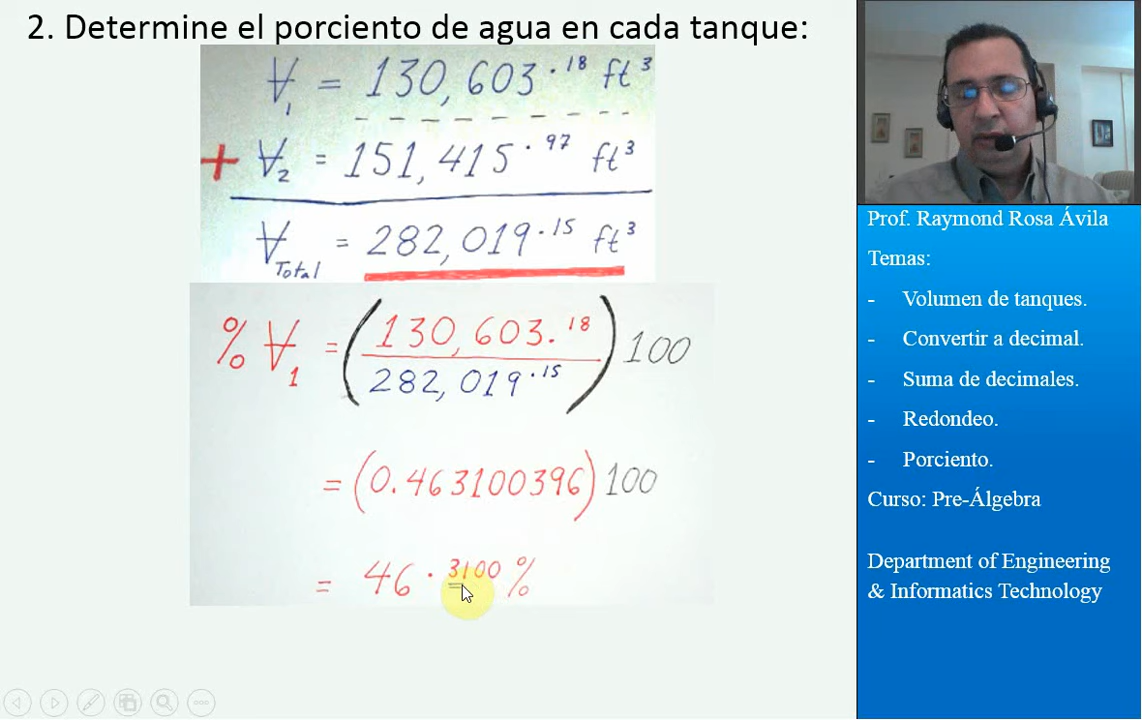 2. Determine el porciento de agua en cada tanque:
V₁ = 130,603.18 ft³
+ V₂ = 151,415.97 ft³
V Total = 282,019.15 ft³
% V₁ = (130,603.18 / 282,019.15) 100
= (0.463100396) 100
= 46.3100 %
Prof. Raymond Rosa Ávila
Temas:
- Volumen de tanques.
- Convertir a decimal.
- Suma de decimales.
- Redondeo.
- Porciento.
Curso: Pre-Álgebra
Department of Engineering
& Informatics Technology